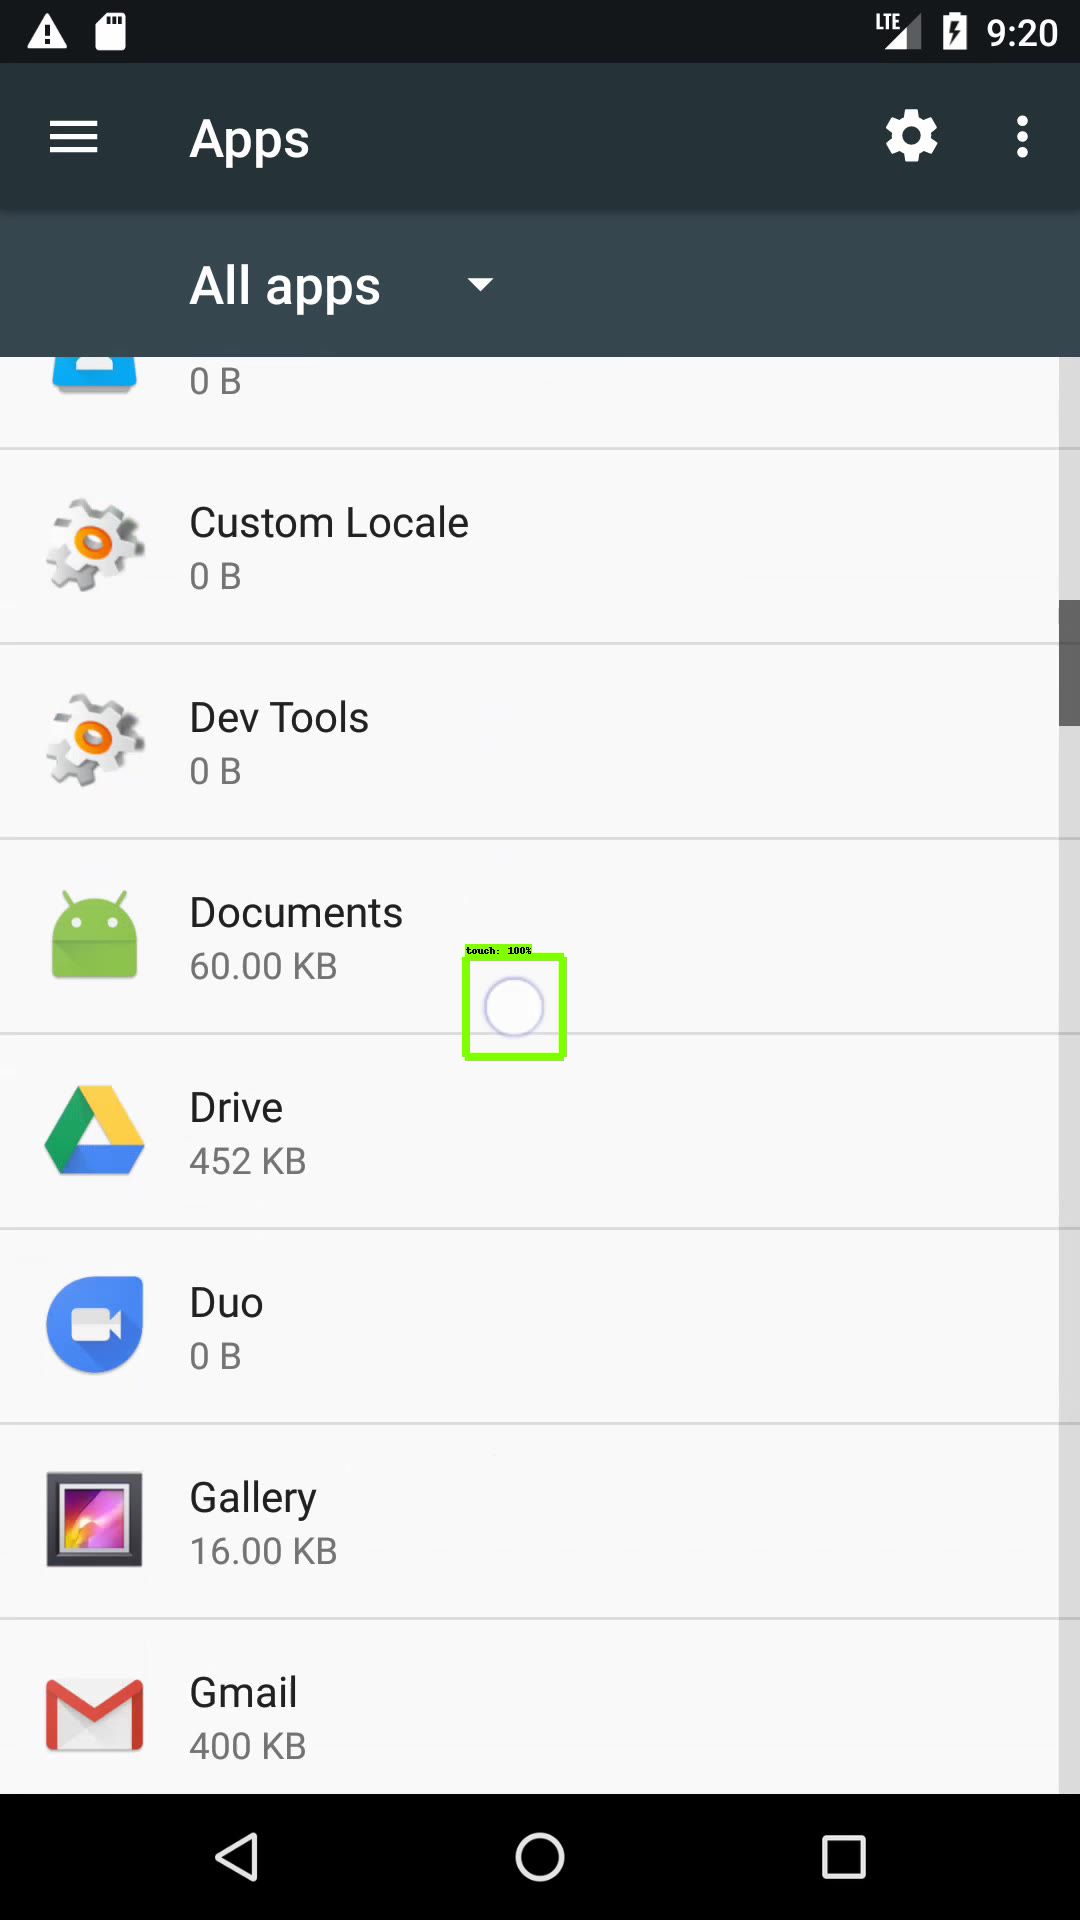 LTE 9:20
Apps
All apps
0 B
Custom Locale
0 B
Dev Tools
0 B
Documents
60.00 KB
touch: 100%
Drive
452 KB
Duo
0 B
Gallery
16.00 KB
Gmail
400 KB